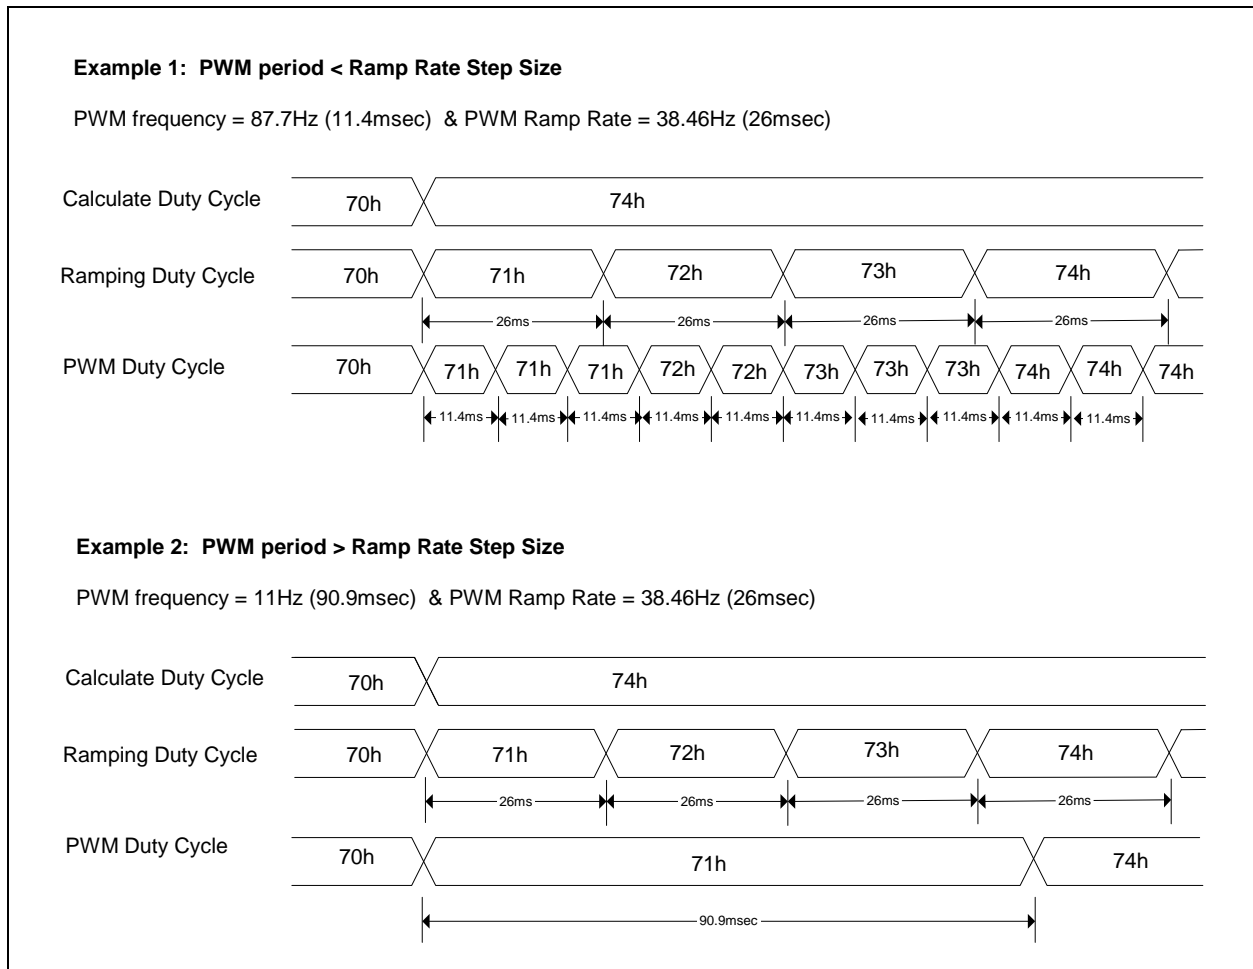 Example 1: PWM period < Ramp Rate Step Size
PWM frequency = 87.7Hz (11.4msec) & PWM Ramp Rate = 38.46Hz (26msec)
Calculate Duty Cycle 70h 74h
Ramping Duty Cycle 70h 71h 72h 73h 74h
26ms 26ms 26ms 26ms
PWM Duty Cycle 70h 71h 71h 71h 72h 72h 73h 73h 73h 74h 74h 74h
11.4ms 11.4ms 11.4ms 11.4ms 11.4ms 11.4ms 11.4ms 11.4ms 11.4ms 11.4ms
Example 2: PWM period > Ramp Rate Step Size
PWM frequency = 11Hz (90.9msec) & PWM Ramp Rate = 38.46Hz (26msec)
Calculate Duty Cycle 70h 74h
Ramping Duty Cycle 70h 71h 72h 73h 74h
26ms 26ms 26ms 26ms
PWM Duty Cycle 70h 71h 74h
90.9msec